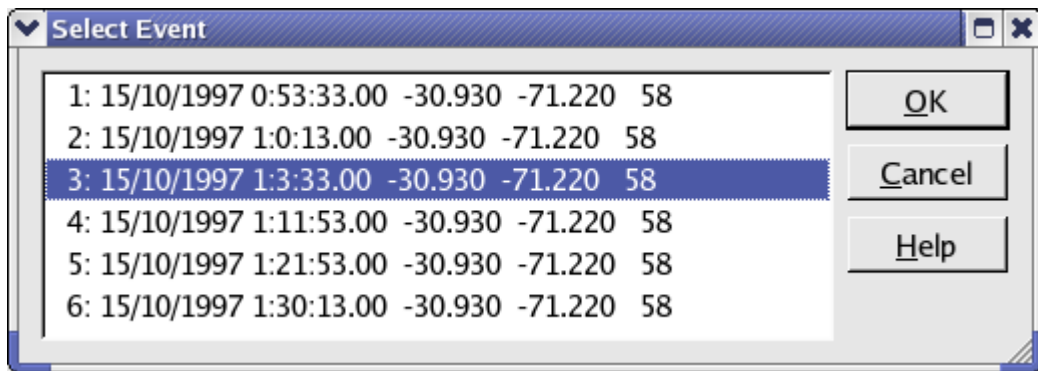 Select Event
1: 15/10/1997 0:53:33.00 -30.930 -71.220 58
2: 15/10/1997 1:0:13.00 -30.930 -71.220 58
3: 15/10/1997 1:3:33.00 -30.930 -71.220 58
4: 15/10/1997 1:11:53.00 -30.930 -71.220 58
5: 15/10/1997 1:21:53.00 -30.930 -71.220 58
6: 15/10/1997 1:30:13.00 -30.930 -71.220 58
OK
Cancel
Help